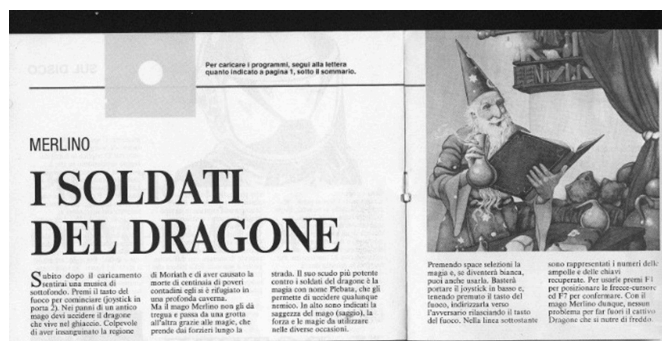 Per caricare i programmi, segui alla lettera
quanto indicato a pagina 1, sotto il sommario.
MERLINO
I SOLDATI
DEL DRAGONE
Subito dopo il caricamento
sentirai una musica di
sottofondo. Premi il tasto del
fuoco per cominciare (joystick in
porta 2). Nei panni di un antico
mago devi uccidere il dragone
che vive nel ghiaccio. Colpevole
di aver insanguinato la regione
di Moriath e di aver causato la
morte di centinaia di poveri
contadini egli si è rifugiato in
una profonda caverna.
Ma il mago Merlino non gli dà
tregua e passa da una grotta
all'altra grazie alle magie, che
prende dai forzieri lungo la
strada. Il suo scudo più potente
contro i soldati del dragone è la
magia con nome Plebata, che gli
permette di uccidere qualunque
nemico. In alto sono indicati la
saggezza del mago (saggio), la
forza e le magie da utilizzare
nelle diverse occasioni.
Premendo space selezioni la
magia e, se diventerà bianca,
puoi anche usarla. Basterà
portare il joystick in basso e,
tenendo premuto il tasto del
fuoco, indirizzarla verso
l'avversario rilasciando il tasto
del fuoco. Nella linea sottostante
sono rappresentati i numeri delle
ampolle e delle chiavi
recuperate. Per usarle premi F1
per posizionare le frecce-cursore
ed F7 per confermare. Con il
mago Merlino dunque, nessun
problema per far fuori il cattivo
Dragone che si nutre di freddo.
SUL DISCO